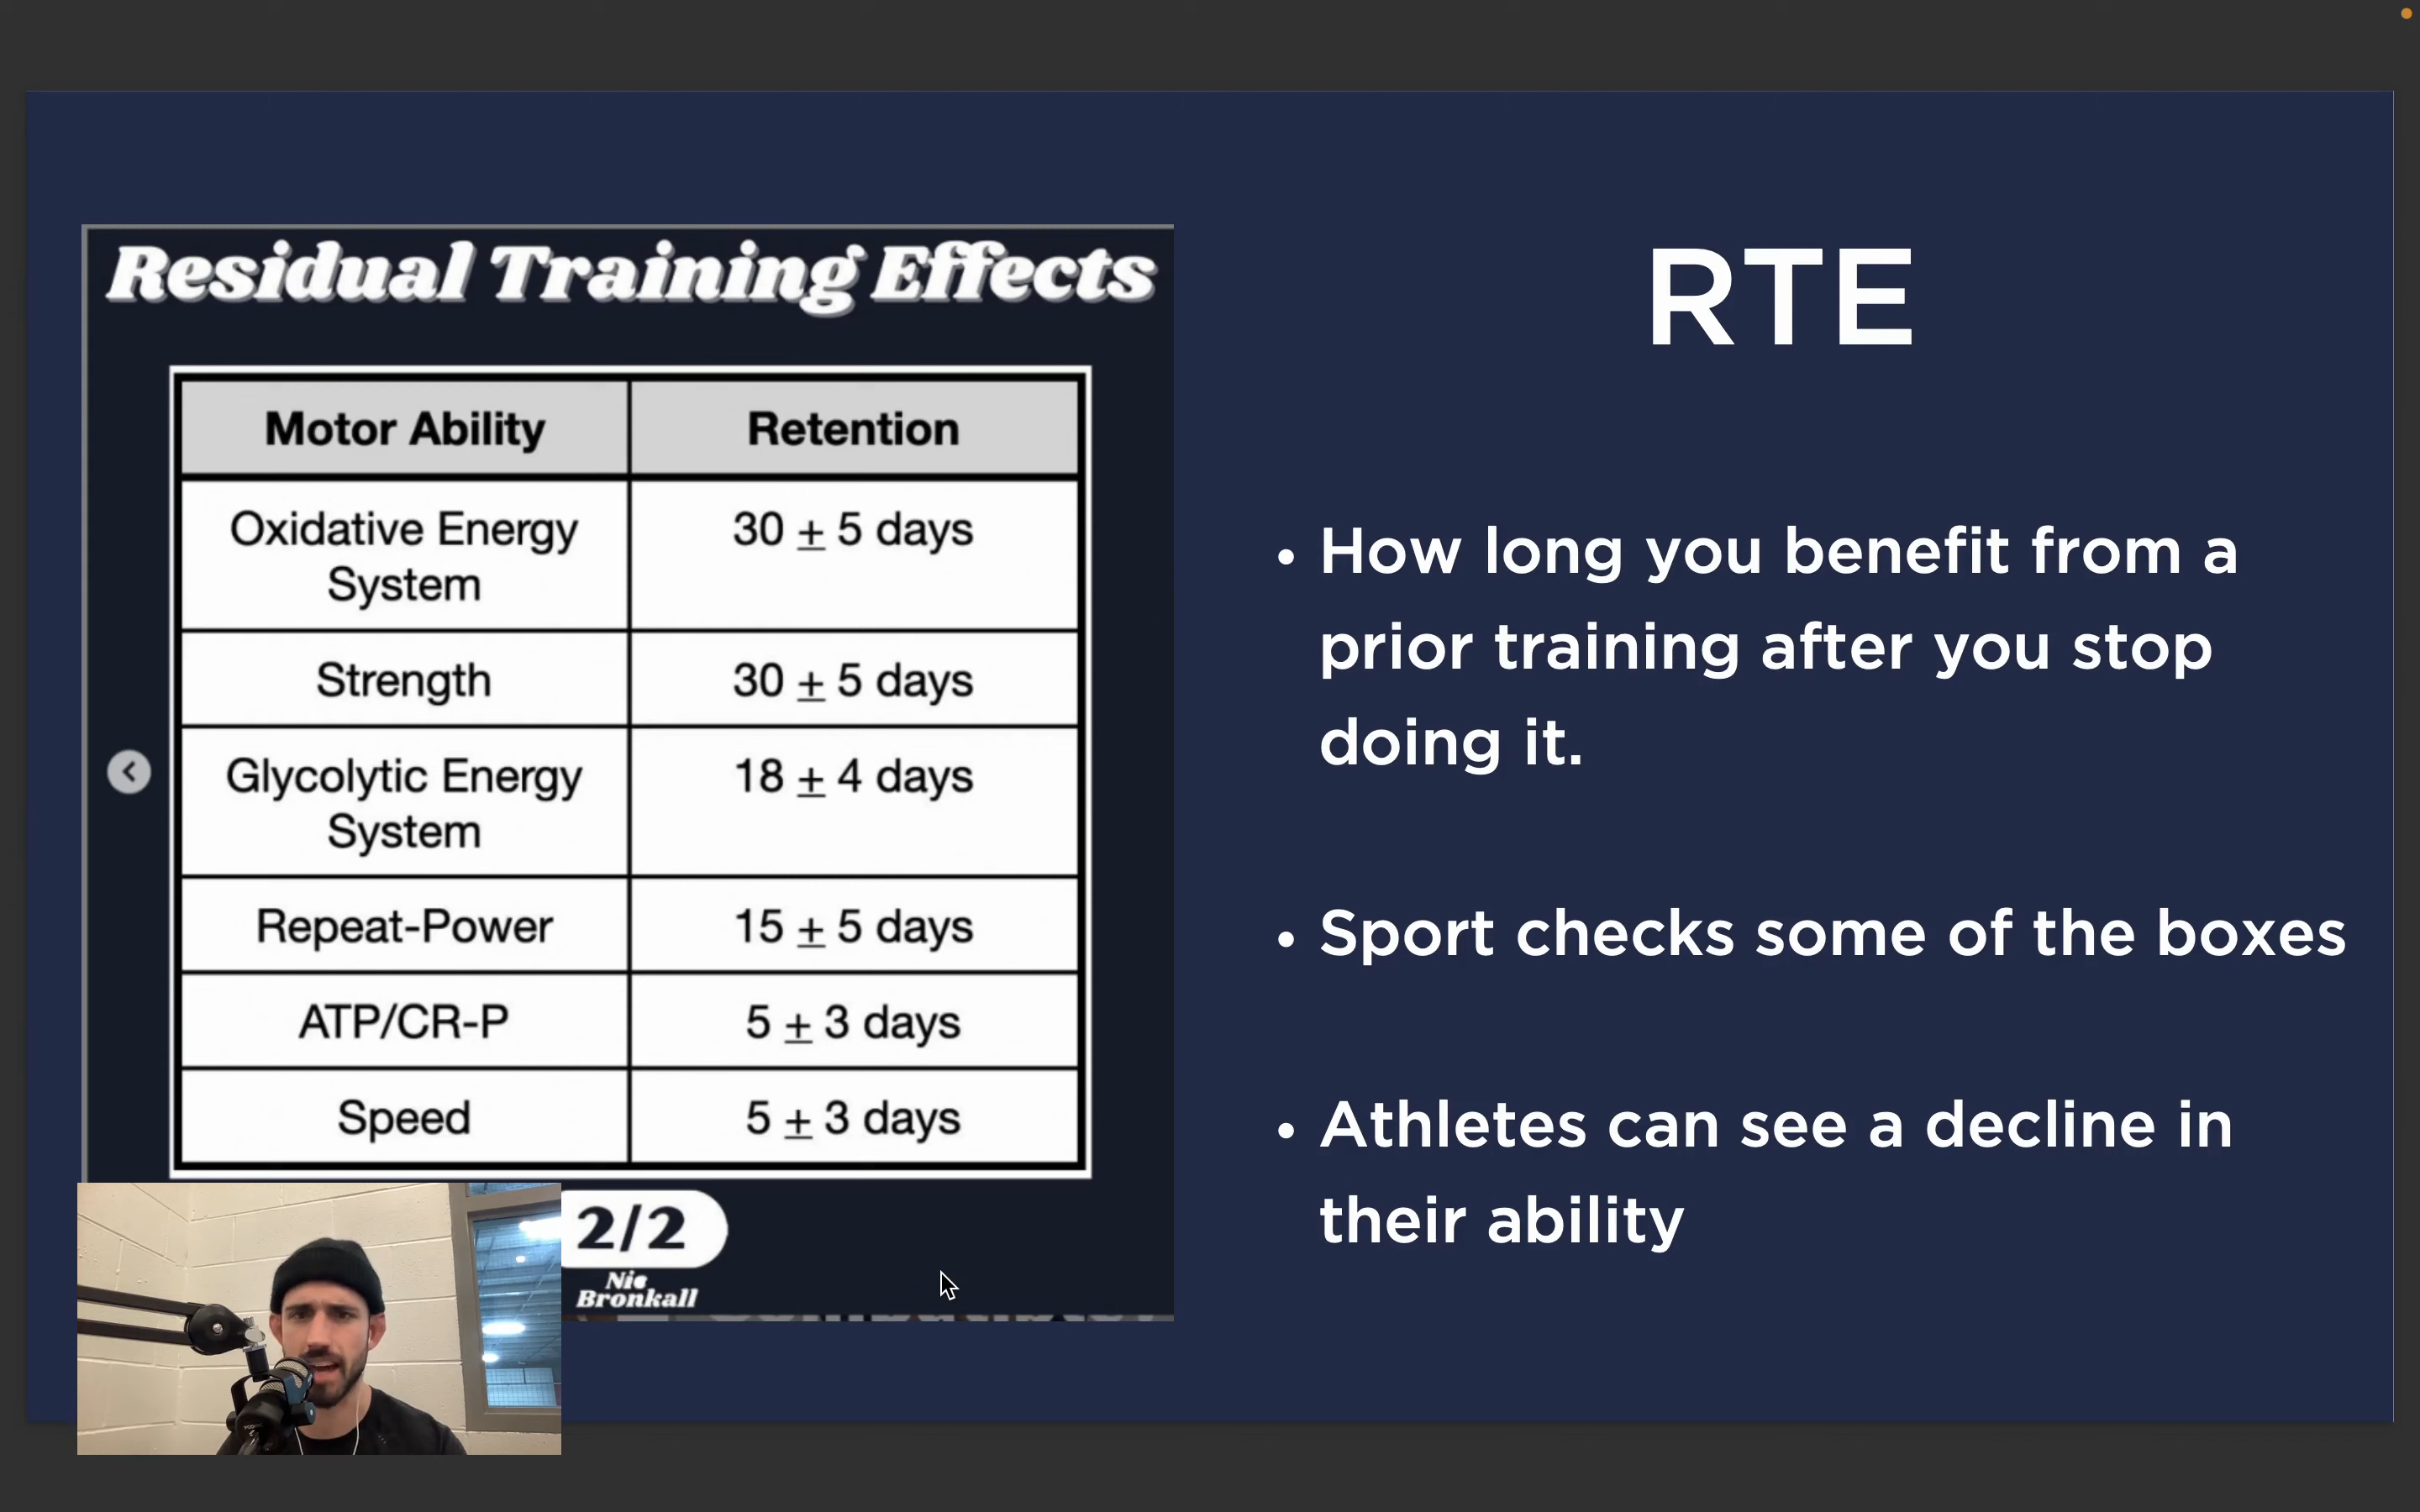 Residual Training Effects
Motor Ability Retention
Oxidative Energy
System
30 ± 5 days
Strength 30 ± 5 days
Glycolytic Energy
System
18 ± 4 days
Repeat-Power 15 ± 5 days
ATP/CR-P 5 ± 3 days
Speed 5 ± 3 days
2/2
Nic
Bronkall
RTE
• How long you benefit from a
prior training after you stop
doing it.
• Sport checks some of the boxes
• Athletes can see a decline in
their ability